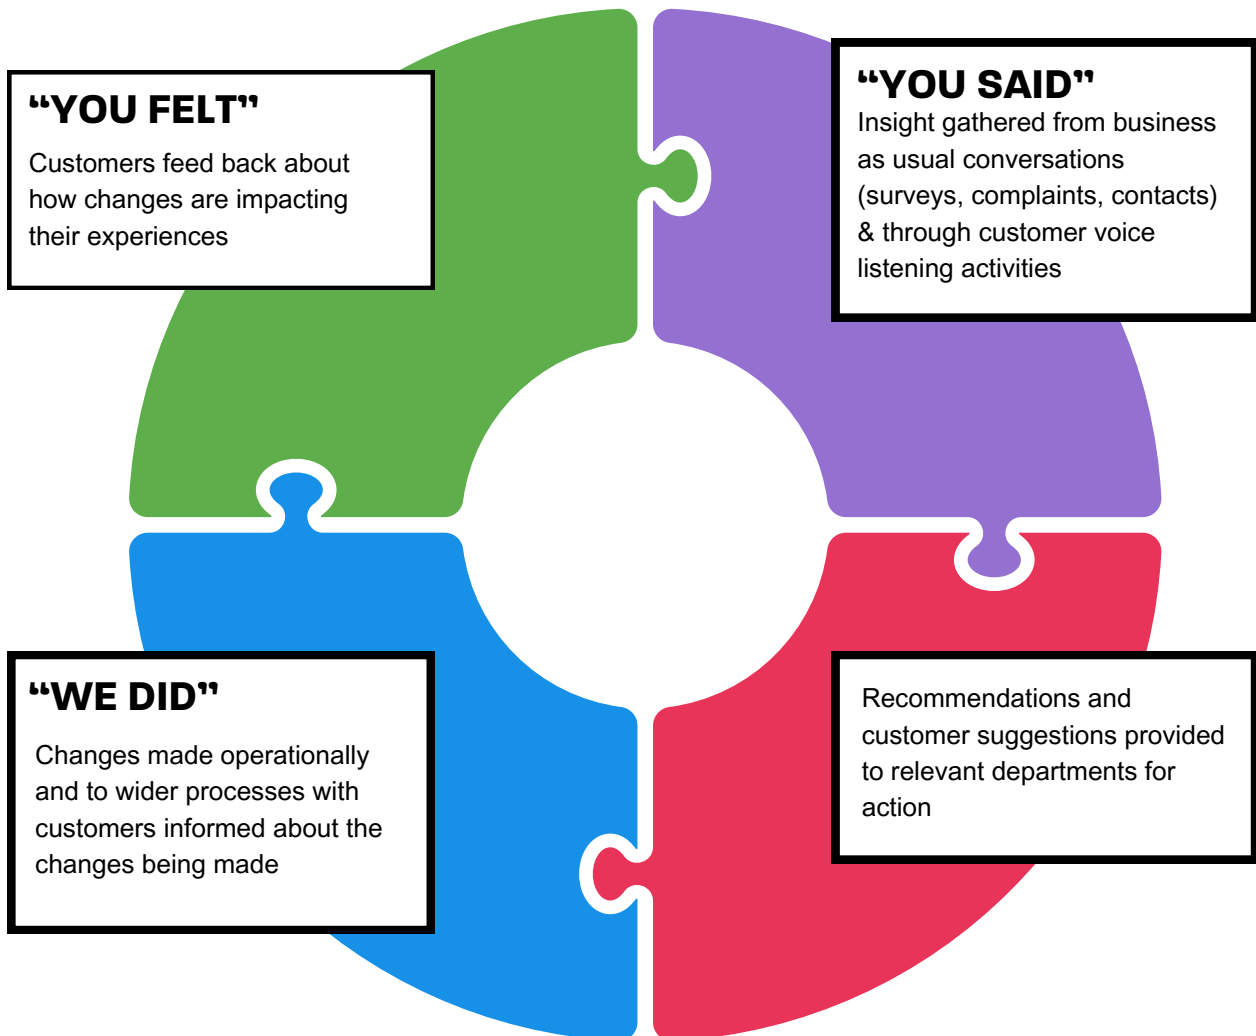 “YOU FELT”
Customers feed back about
how changes are impacting
their experiences
“YOU SAID”
Insight gathered from business
as usual conversations
(surveys, complaints, contacts)
& through customer voice
listening activities
“WE DID”
Changes made operationally
and to wider processes with
customers informed about the
changes being made
Recommendations and
customer suggestions provided
to relevant departments for
action